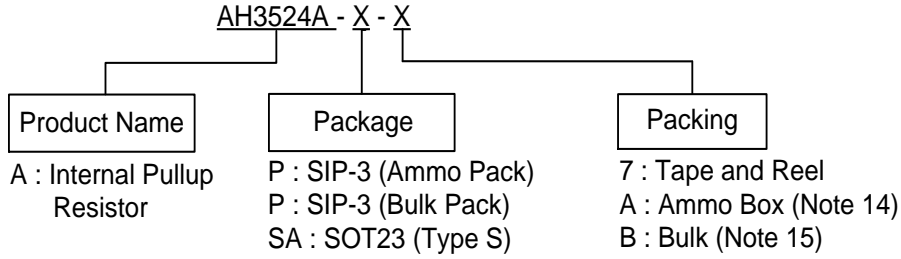 AH3524A - X - X
Product Name
A : Internal Pullup
Resistor
Package
P : SIP-3 (Ammo Pack)
P : SIP-3 (Bulk Pack)
SA : SOT23 (Type S)
Packing
7 : Tape and Reel
A : Ammo Box (Note 14)
B : Bulk (Note 15)